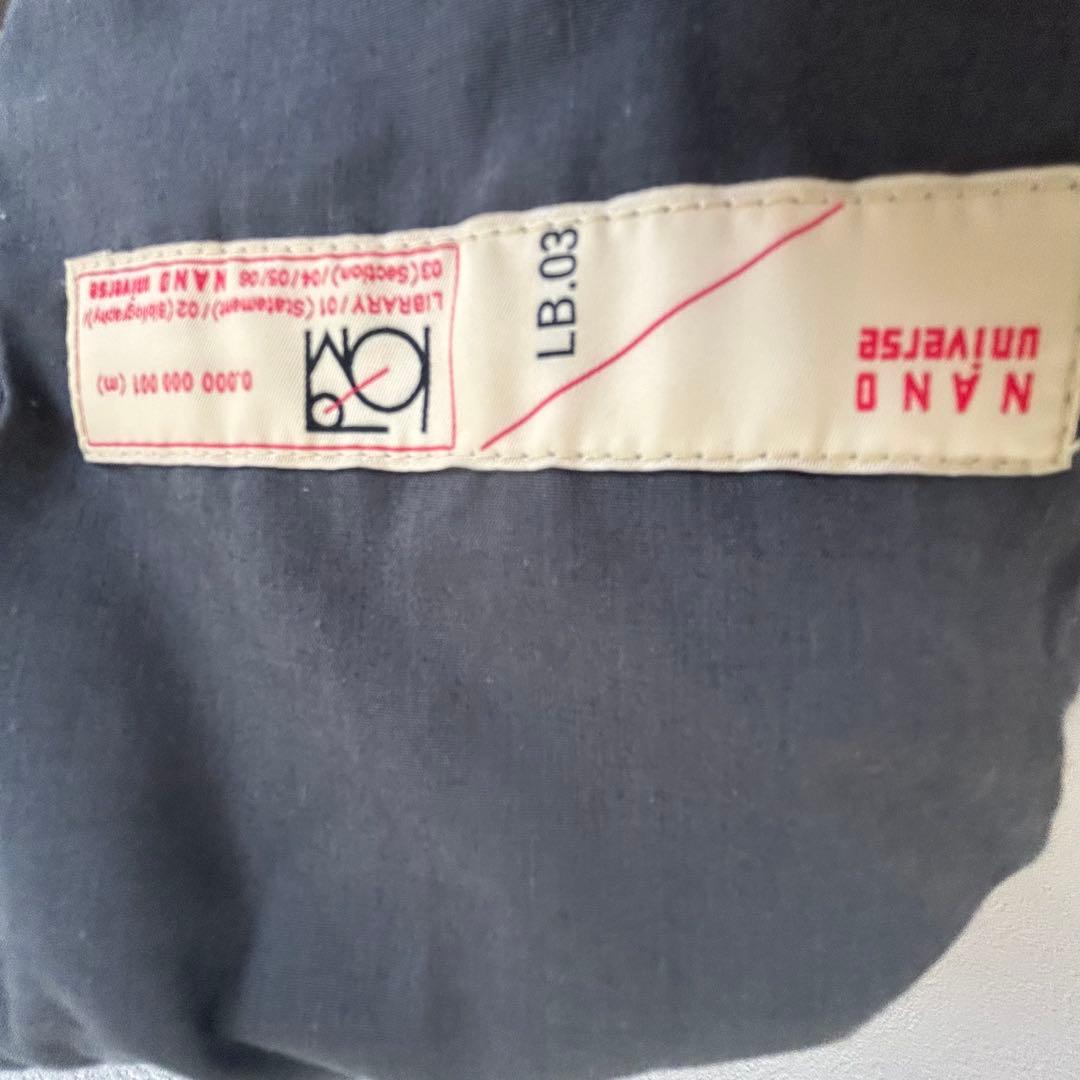 NANO
universe
LB.03
0.000 000 001 (m)
LIBRARY/01(Statament)/02(Bibliography)/
03(Section)/04/05/06 NANO universe